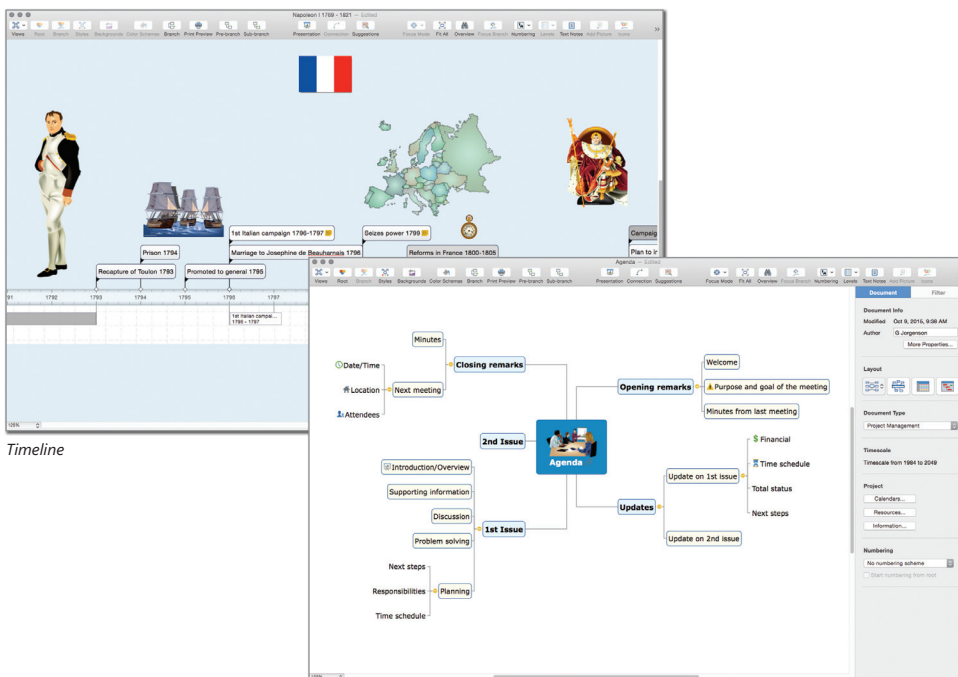 Napoleon I 1769 - 1821 — Edited
Views Root Branch Styles Backgrounds Color Schemes Branch Print Preview Pre-branch Sub-branch Presentation Connection Suggestions Focus Mode Fit All Overview Focus Branch Numbering Levels Text Notes Add Picture Icons
1st Italian campaign 1796-1797
Seizes power 1799
Campaig
Prison 1794
Marriage to Josephine de Beauharnais 1796
Reforms in France 1800-1805
Plan to in
Recapture of Toulon 1793
Promoted to general 1795
91 1792 1793 1794 1795 1796 1797
1st Italian campai...
1796 - 1797
125%
Timeline
Agenda — Edited
Views Root Branch Styles Backgrounds Color Schemes Branch Print Preview Pre-branch Sub-branch Presentation Connection Suggestions Focus Mode Fit All Overview Focus Branch Numbering Levels Text Notes Add Picture Icons
Minutes
Closing remarks
Date/Time
Location
Next meeting
Attendees
2nd Issue
Introduction/Overview
Supporting information
Discussion
1st Issue
Problem solving
Next steps
Responsibilities
Planning
Time schedule
Agenda
Welcome
Opening remarks
Purpose and goal of the meeting
Minutes from last meeting
$ Financial
Time schedule
Update on 1st issue
Total status
Next steps
Updates
Update on 2nd issue
Document Filter
Document Info
Modified Oct 9, 2015, 9:38 AM
Author G Jorgenson
More Properties...
Layout
Document Type
Project Management
Timescale
Timescale from 1984 to 2049
Project
Calendars...
Resources...
Information...
Numbering
No numbering scheme
Start numbering from root